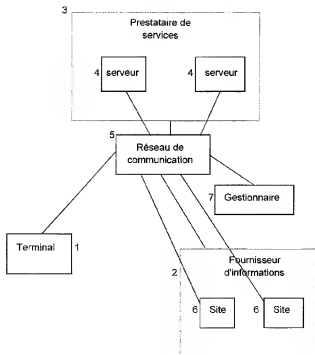 3
Prestataire de
services
4 serveur
4 serveur
5
Réseau de
communication
7 Gestionnaire
Terminal 1
2
Fournisseur
d'informations
6 Site
6 Site